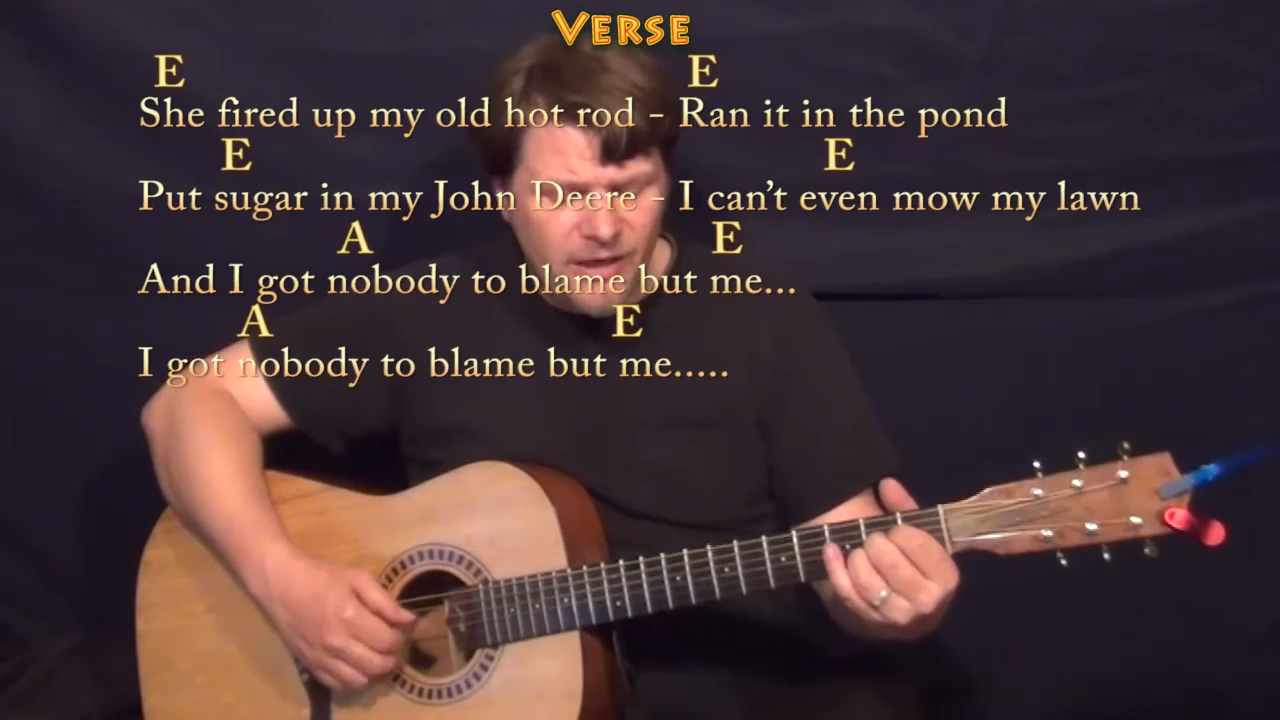 VERSE
E E
She fired up my old hot rod - Ran it in the pond
E E
Put sugar in my John Deere - I can't even mow my lawn
A E
And I got nobody to blame but me...
A E
I got nobody to blame but me.....